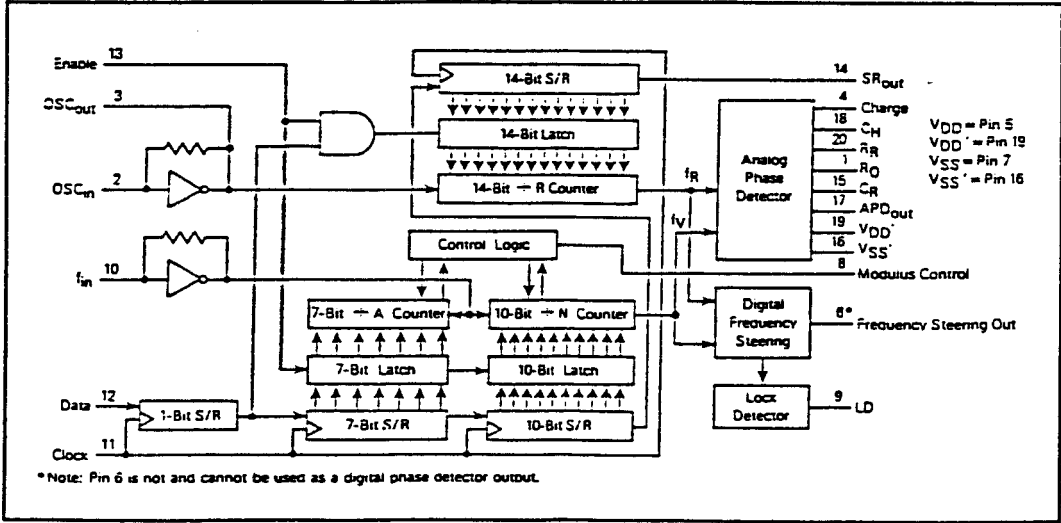 13
Enable
3
OSCout
2
OSCin
10
fin
12
Data
11
Clock
14-Bit S/R
14-Bit Latch
14-Bit ÷ R Counter
Control Logic
7-Bit ÷ A Counter
10-Bit ÷ N Counter
7-Bit Latch
10-Bit Latch
1-Bit S/R
7-Bit S/R
10-Bit S/R
fR
fV
Analog
Phase
Detector
14
SRout
4
Charge
18
CH
20
RR
1
RO
15
CR
17
APDout
19
VDD'
16
VSS'
8
Modulus Control
VDD = Pin 5
VDD' = Pin 19
VSS = Pin 7
VSS' = Pin 16
Digital
Frequency
Steering
6*
Frequency Steering Out
Lock
Detector
9
LD
*Note: Pin 6 is not and cannot be used as a digital phase detector output.